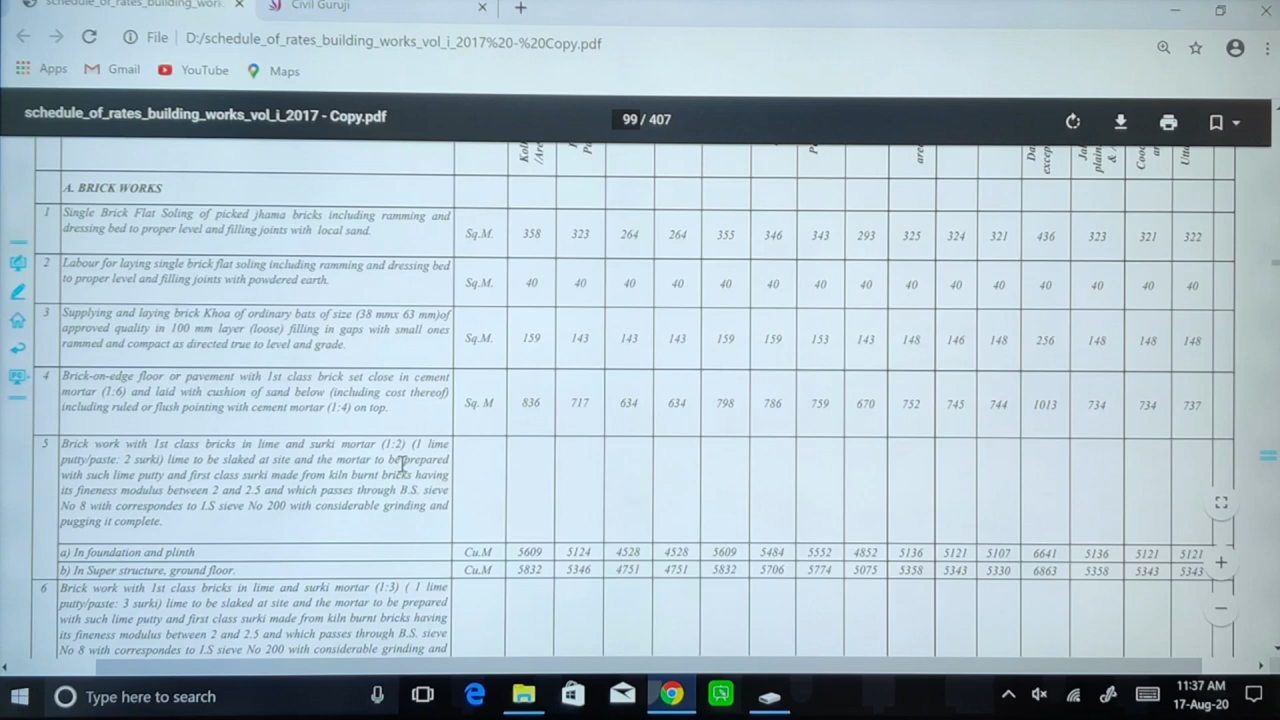 schedule_of_rates_building_work
Civil Guruji
File D:/schedule_of_rates_building_works_vol_i_2017%20-%20Copy.pdf
Apps Gmail YouTube Maps
schedule_of_rates_building_works_vol_i_2017 - Copy.pdf 99 / 407
A. BRICK WORKS
1 Single Brick Flat Soling of picked jhama bricks including ramming and
dressing bed to proper level and filling joints with local sand. Sq.M. 358 323 264 264 355 346 343 293 325 324 321 436 323 321 322
2 Labour for laying single brick flat soling including ramming and dressing bed
to proper level and filling joints with powdered earth. Sq.M. 40 40 40 40 40 40 40 40 40 40 40 40 40 40 40
3 Supplying and laying brick Khoa of ordinary bats of size (38 mmx 63 mm)of
approved quality in 100 mm layer (loose) filling in gaps with small ones
rammed and compact as directed true to level and grade. Sq.M. 159 143 143 143 159 159 153 143 148 146 148 256 148 148 148
4 Brick-on-edge floor or pavement with 1st class brick set close in cement
mortar (1:6) and laid with cushion of sand below (including cost thereof)
including ruled or flush pointing with cement mortar (1:4) on top. Sq. M 836 717 634 634 798 786 759 670 752 745 744 1013 734 734 737
5 Brick work with 1st class bricks in lime and surki mortar (1:2) (1 lime
putty/paste: 2 surki) lime to be slaked at site and the mortar to be prepared
with such lime putty and first class surki made from kiln burnt bricks having
its fineness modulus between 2 and 2.5 and which passes through B.S. sieve
No 8 with correspondes to I.S sieve No 200 with considerable grinding and
pugging it complete.
a) In foundation and plinth Cu.M 5609 5124 4528 4528 5609 5484 5552 4852 5136 5121 5107 6641 5136 5121 5121
b) In Super structure, ground floor. Cu.M 5832 5346 4751 4751 5832 5706 5774 5075 5358 5343 5330 6863 5358 5343 5343
6 Brick work with 1st class bricks in lime and surki mortar (1:3) ( 1 lime
putty/paste: 3 surki) lime to be slaked at site and the mortar to be prepared
with such lime putty and first class surki made from kiln burnt bricks having
its fineness modulus between 2 and 2.5 and which passes through B.S. sieve
No 8 with correspondes to I.S sieve No 200 with considerable grinding and
Type here to search
11:37 AM
17-Aug-20